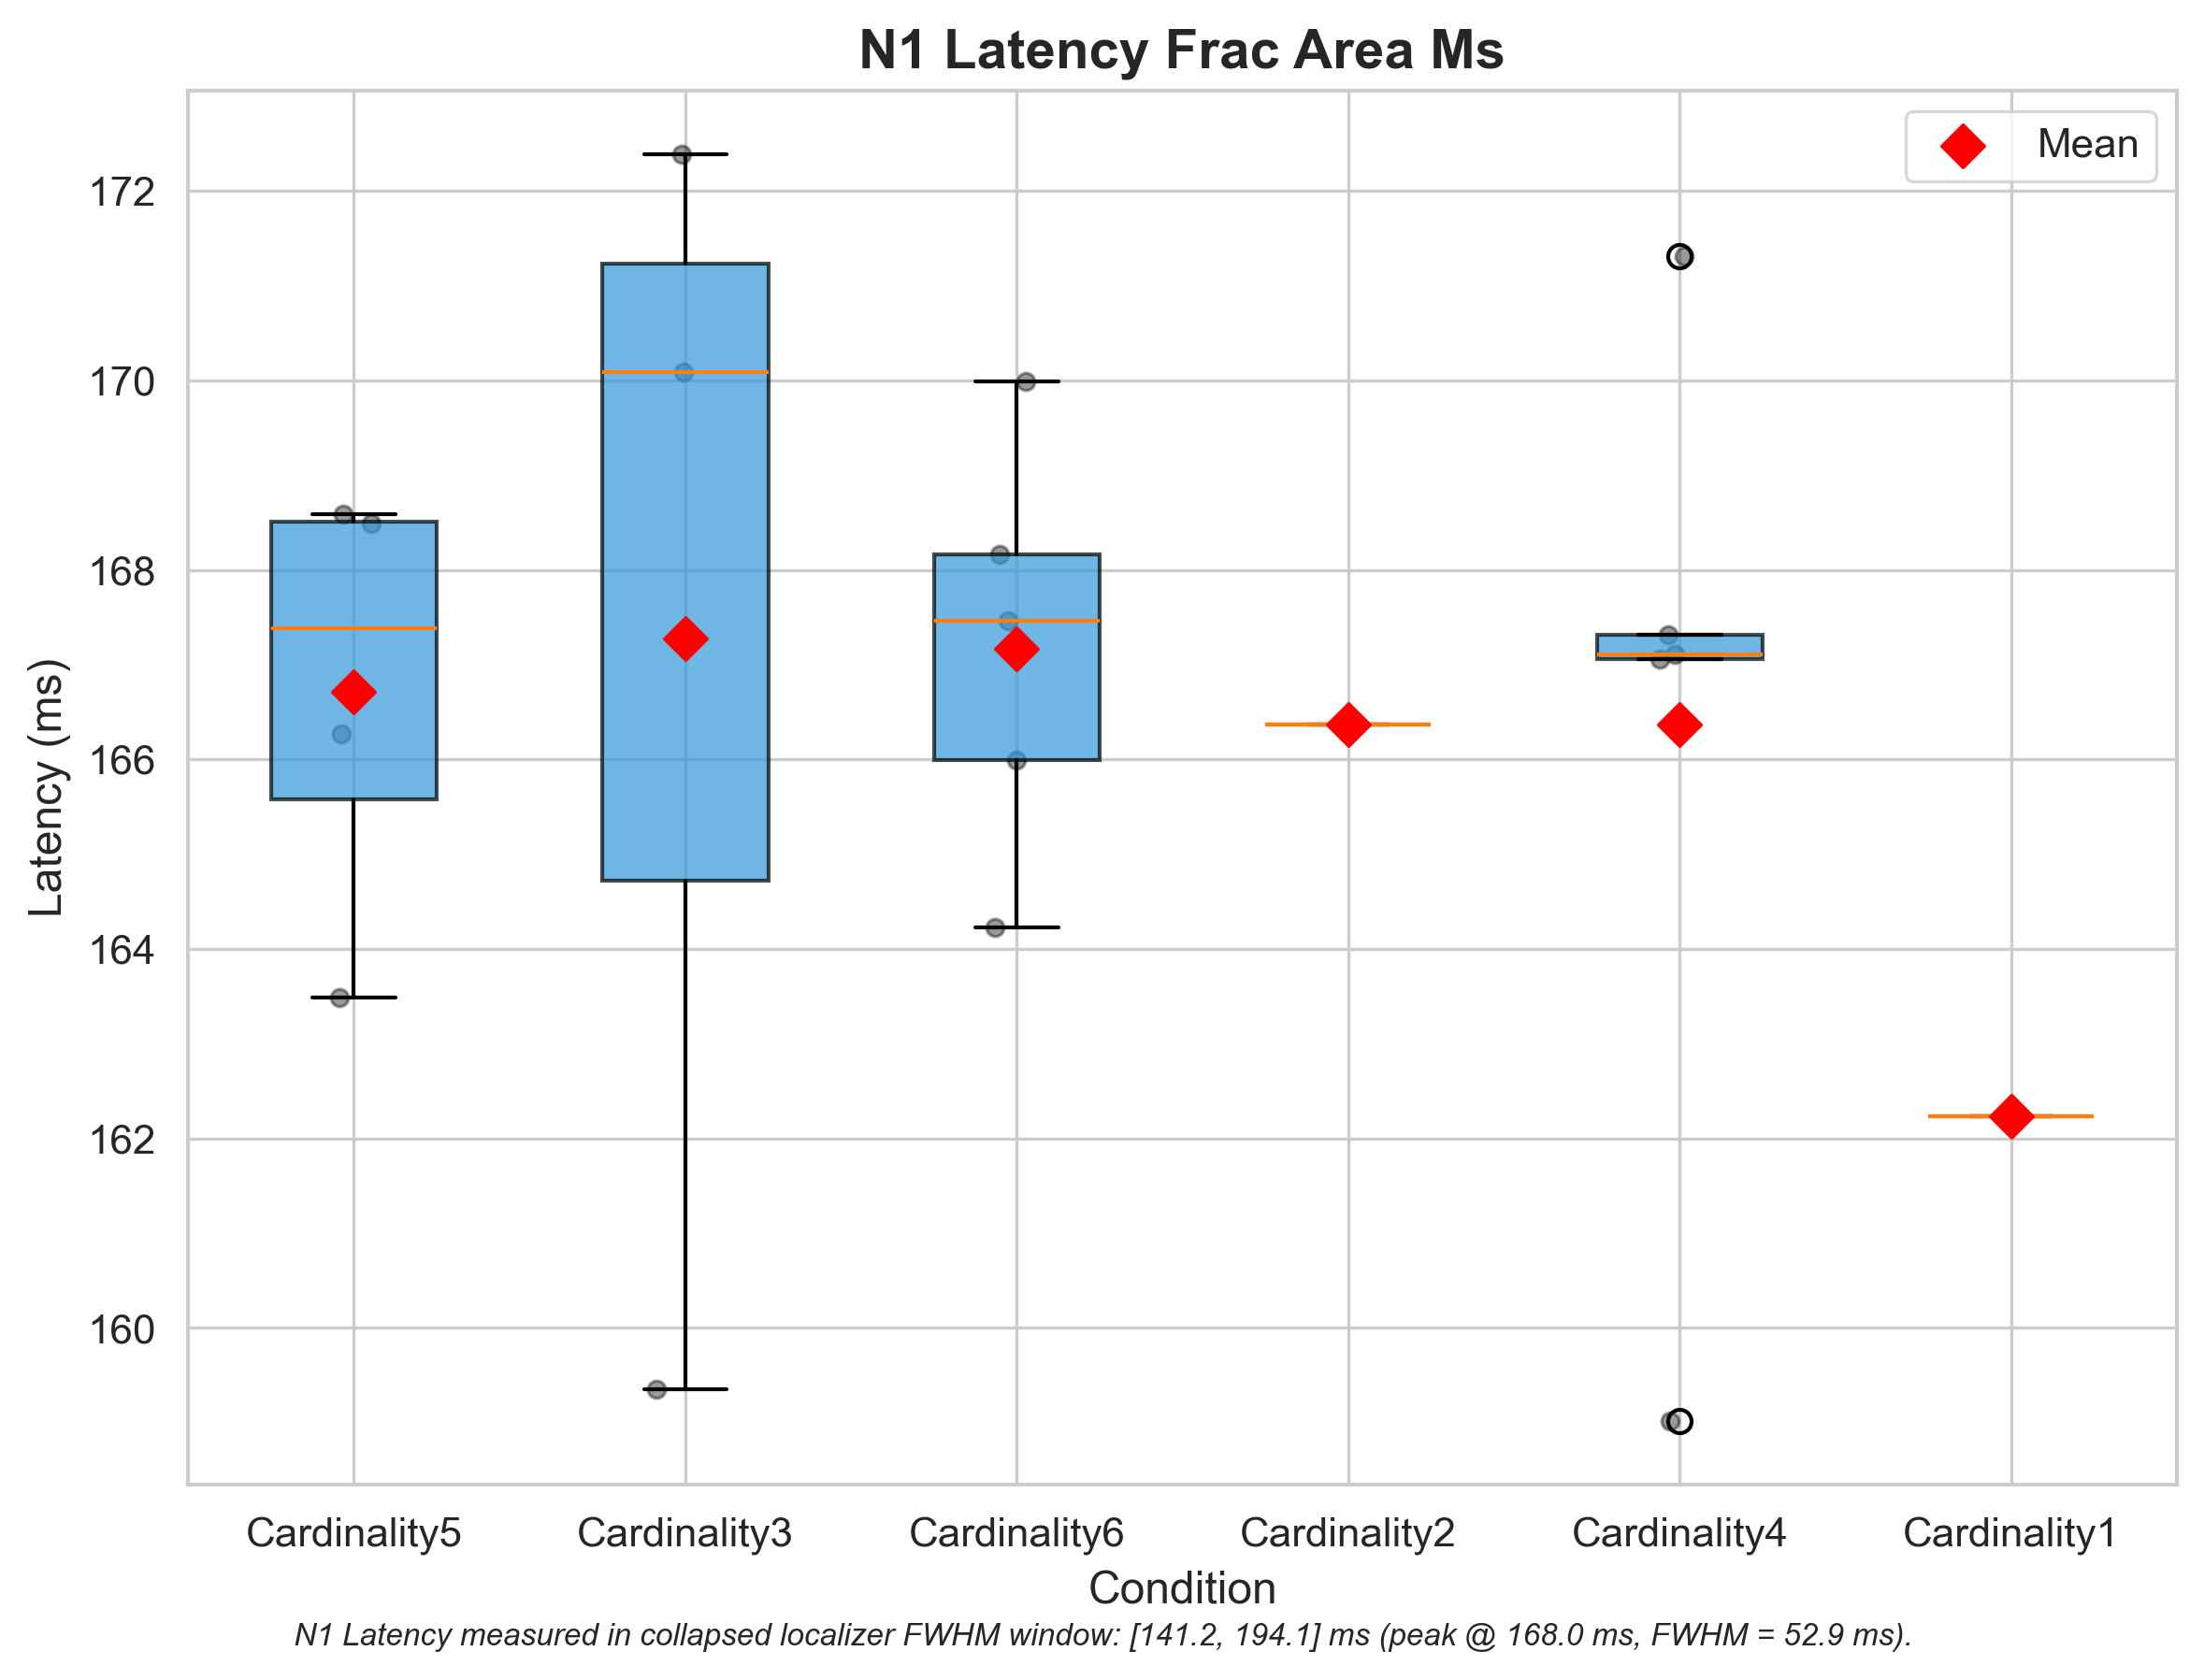 N1 Latency Frac Area Ms
Mean
172
170
168
166
164
162
160
Latency (ms)
Cardinality5 Cardinality3 Cardinality6 Cardinality2 Cardinality4 Cardinality1
Condition
N1 Latency measured in collapsed localizer FWHM window: [141.2, 194.1] ms (peak @ 168.0 ms, FWHM = 52.9 ms).